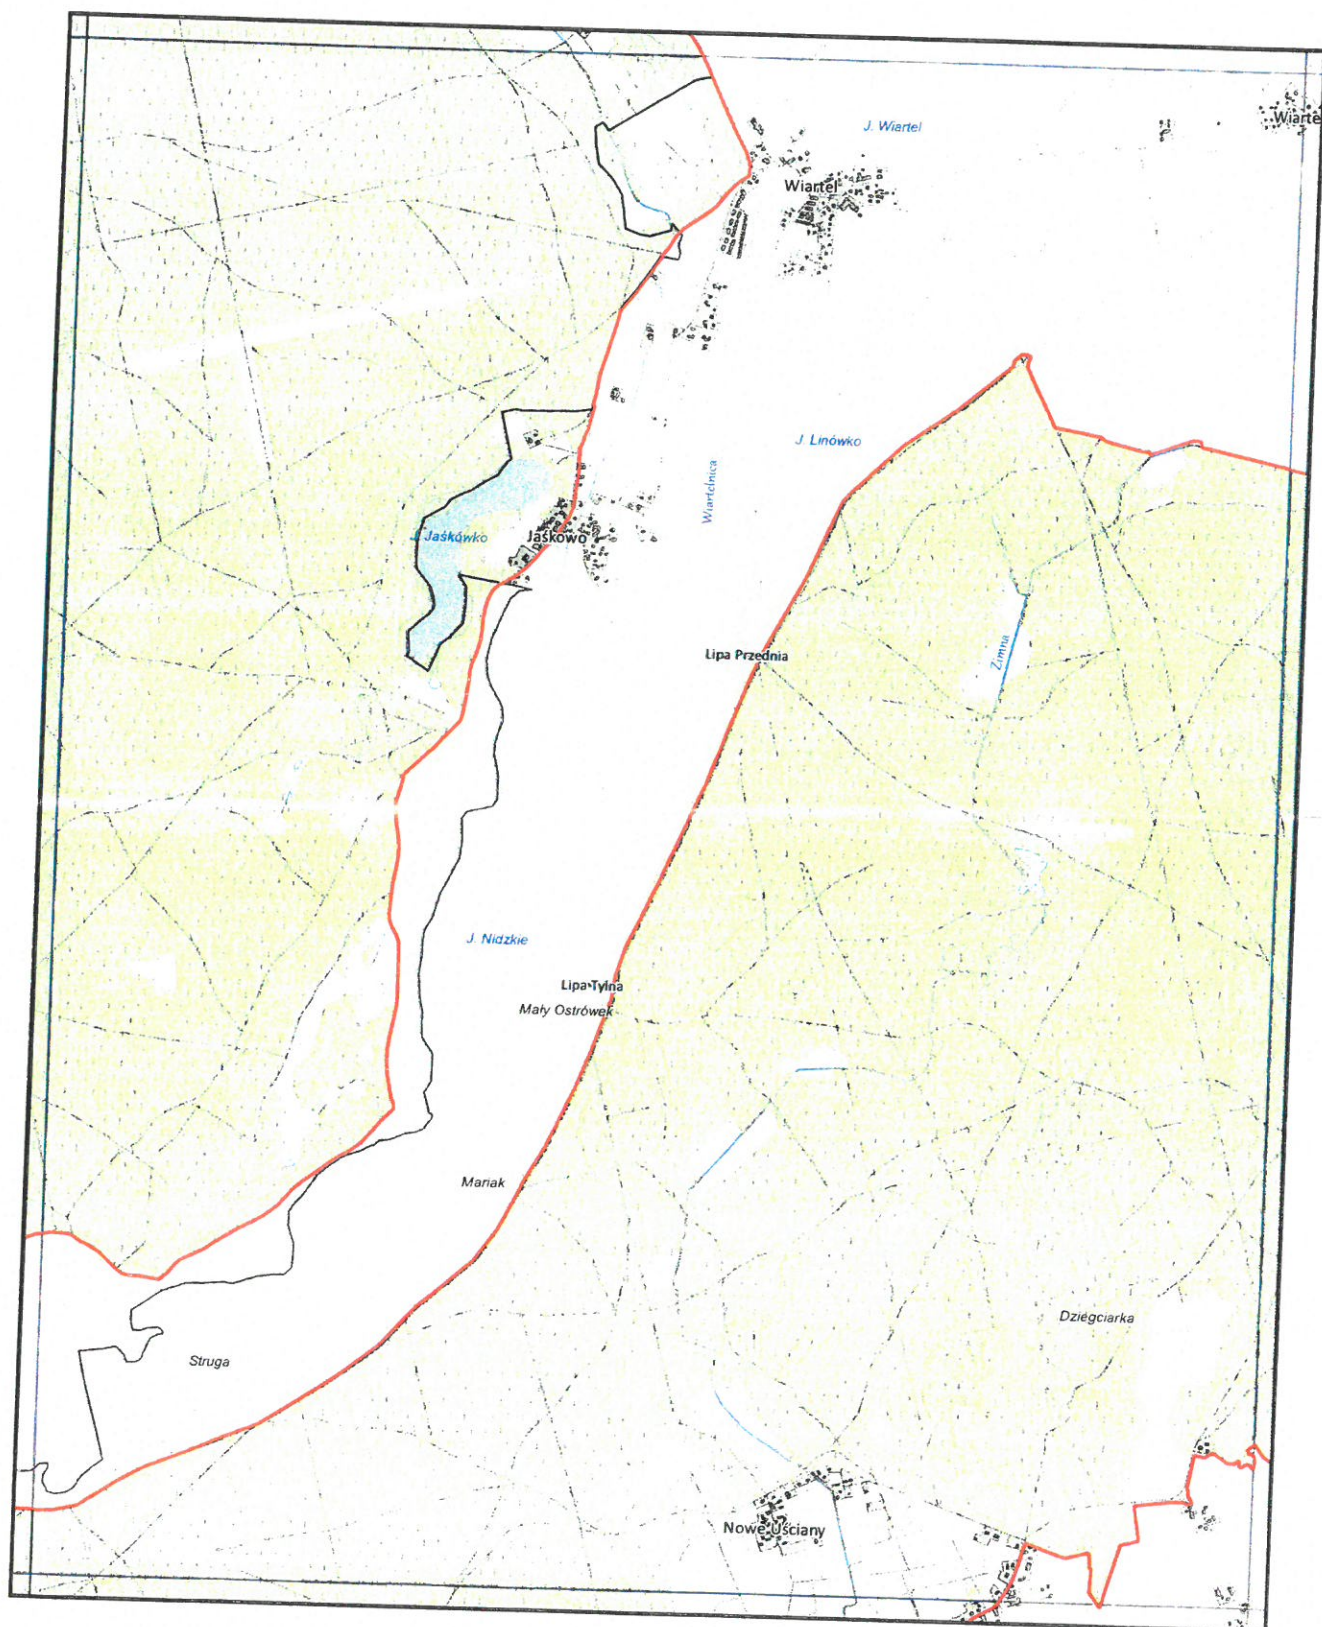 J. Wiartel
Wiarte
Wiartel
J. Linówko
Wiartelnica
J. Jaśkówko
Jaśkowo
Zimna
Lipa Przednia
J. Nidzkie
Lipa Tylna
Mały Ostrówek
Mariak
Dziegciarka
Struga
Nowe Uściany